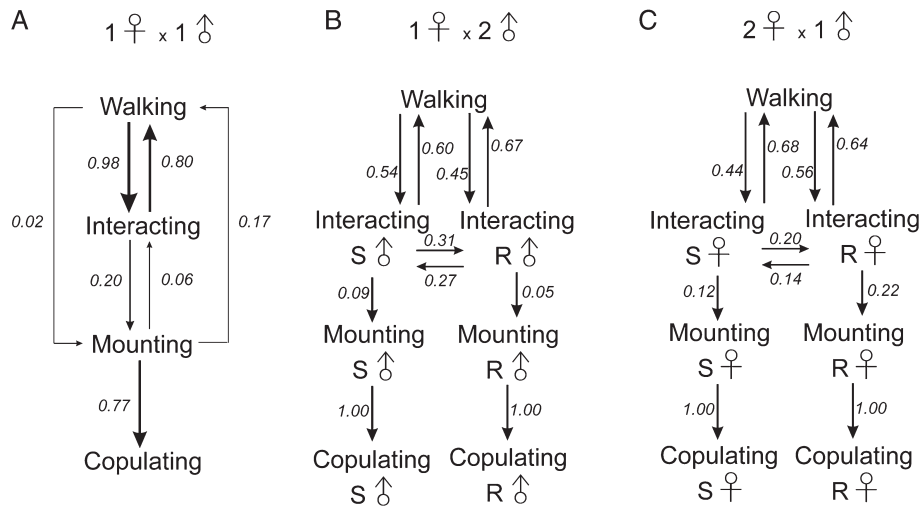 A
1 ♀ x 1 ♂
Walking
0.98
0.80
0.02
Interacting
0.17
0.20
0.06
Mounting
0.77
Copulating
B
1 ♀ x 2 ♂
Walking
0.60
0.67
0.54
0.45
Interacting
Interacting
S ♂
0.31
R ♂
0.27
0.09
0.05
Mounting
Mounting
S ♂
R ♂
1.00
1.00
Copulating
Copulating
S ♂
R ♂
C
2 ♀ x 1 ♂
Walking
0.68
0.64
0.44
0.56
Interacting
Interacting
S ♀
0.20
R ♀
0.14
0.12
0.22
Mounting
Mounting
S ♀
R ♀
1.00
1.00
Copulating
Copulating
S ♀
R ♀